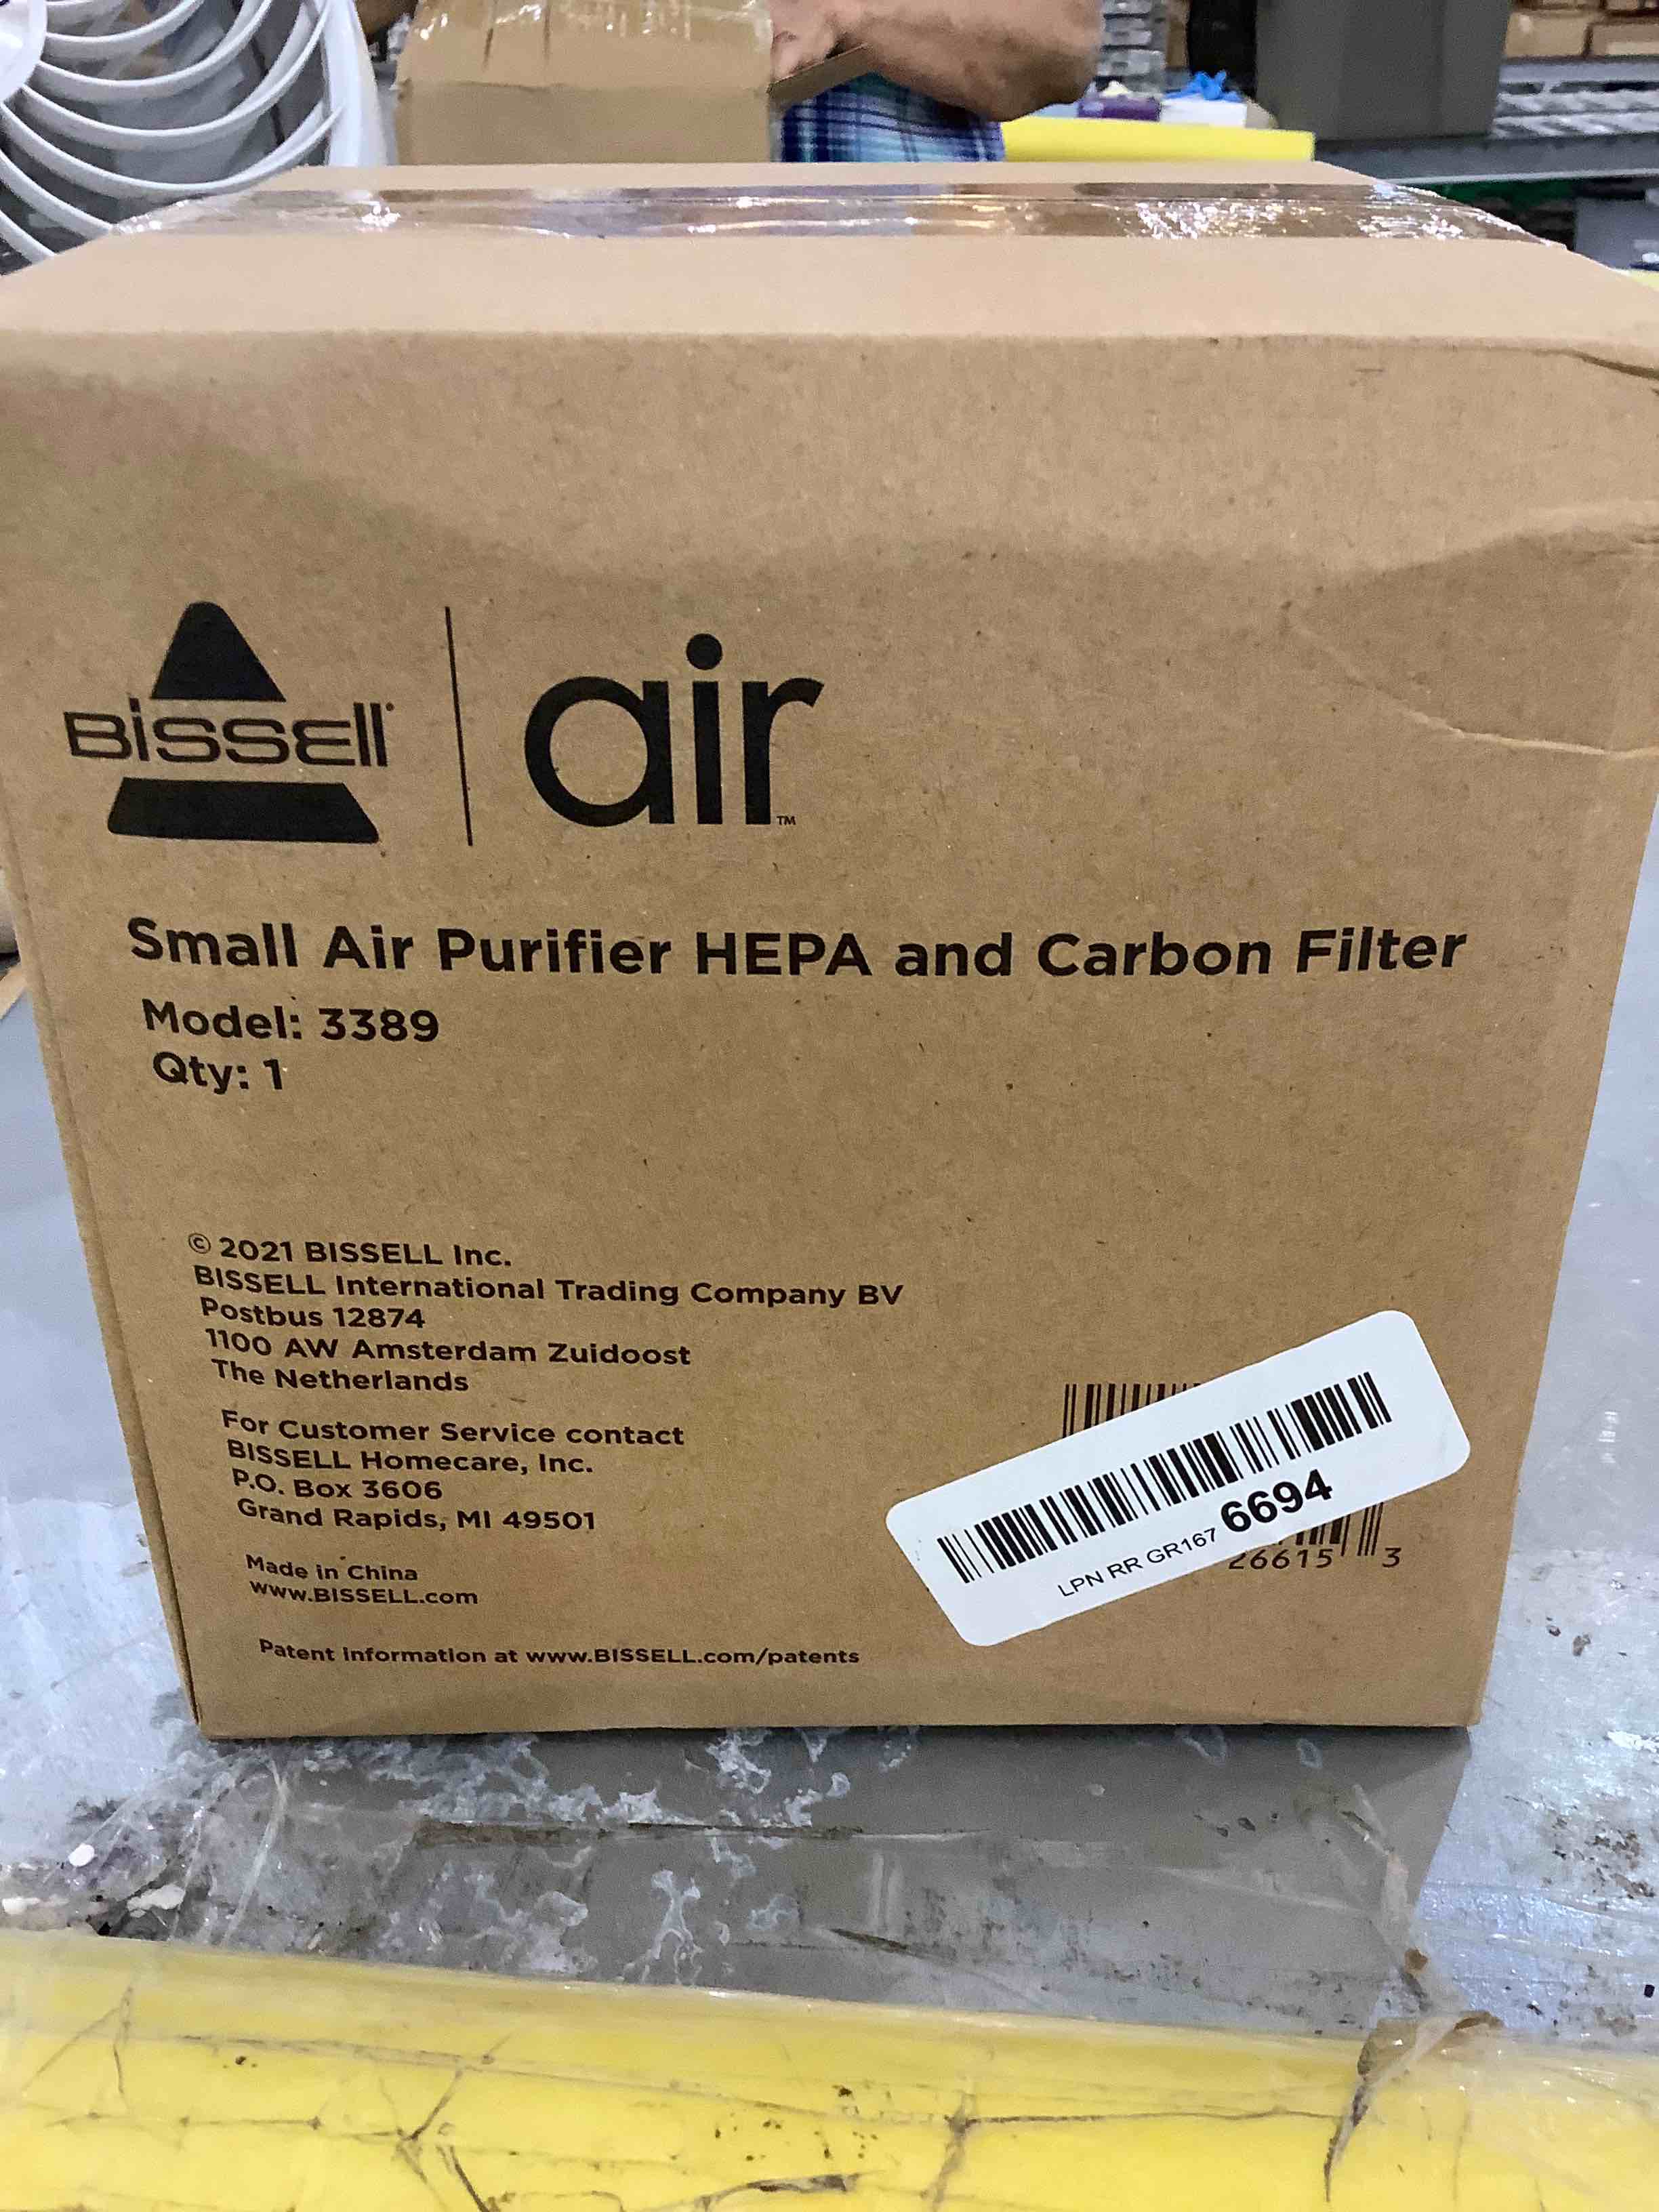 BISSELL
air™
Small Air Purifier HEPA and Carbon Filter
Model: 3389
Qty: 1
© 2021 BISSELL Inc.
BISSELL International Trading Company BV
Postbus 12874
1100 AW Amsterdam Zuidoost
The Netherlands
For Customer Service contact
BISSELL Homecare, Inc.
P.O. Box 3606
Grand Rapids, MI 49501
Made in China
www.BISSELL.com
Patent Information at www.BISSELL.com/patents
LPN RR GR167 6694
26615 3